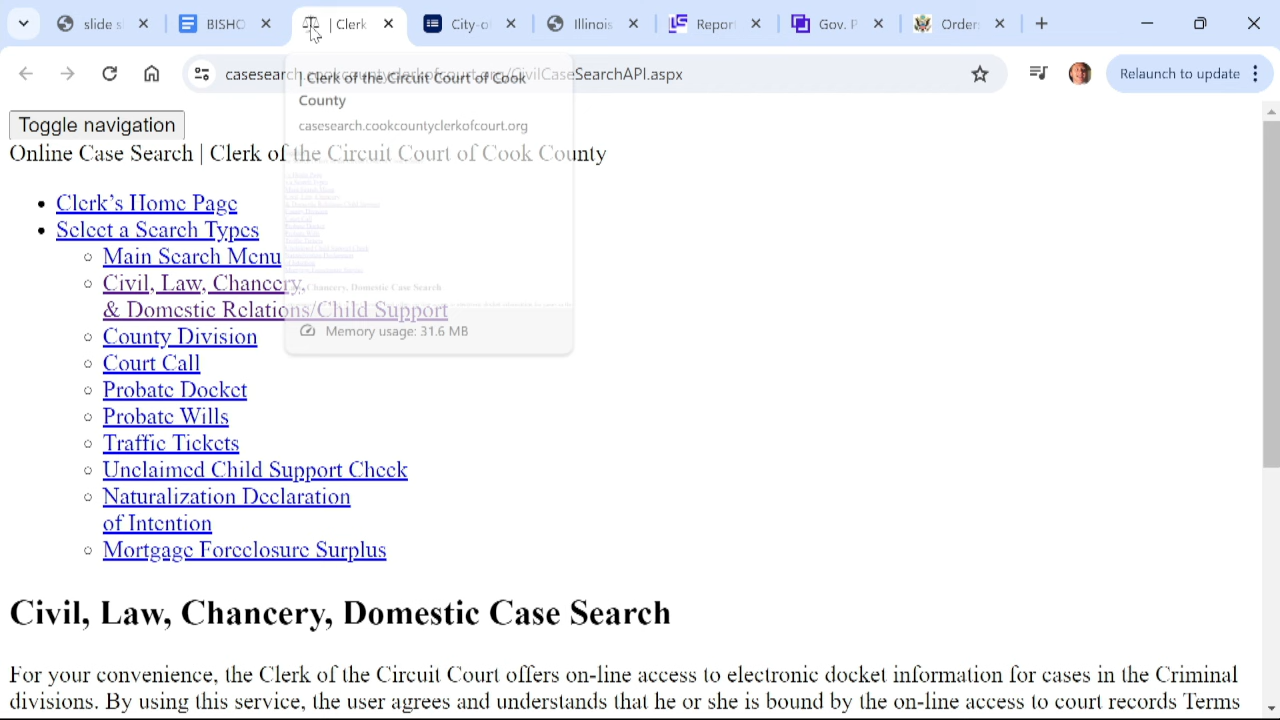 slide s
BISHO
| Clerk
City-o
Illinois
Report
Gov. P
Order
casesearch.cookcountyclerkofcourt.org/CivilCaseSearchAPI.aspx
Relaunch to update
| Clerk of the Circuit Court of Cook
County
casesearch.cookcountyclerkofcourt.org
Memory usage: 31.6 MB
Toggle navigation
Online Case Search | Clerk of the Circuit Court of Cook County
Clerk's Home Page
Select a Search Types
Main Search Menu
Civil, Law, Chancery,
& Domestic Relations/Child Support
County Division
Court Call
Probate Docket
Probate Wills
Traffic Tickets
Unclaimed Child Support Check
Naturalization Declaration
of Intention
Mortgage Foreclosure Surplus
Civil, Law, Chancery, Domestic Case Search
For your convenience, the Clerk of the Circuit Court offers on-line access to electronic docket information for cases in the Criminal
divisions. By using this service, the user agrees and understands that he or she is bound by the on-line access to court records Terms